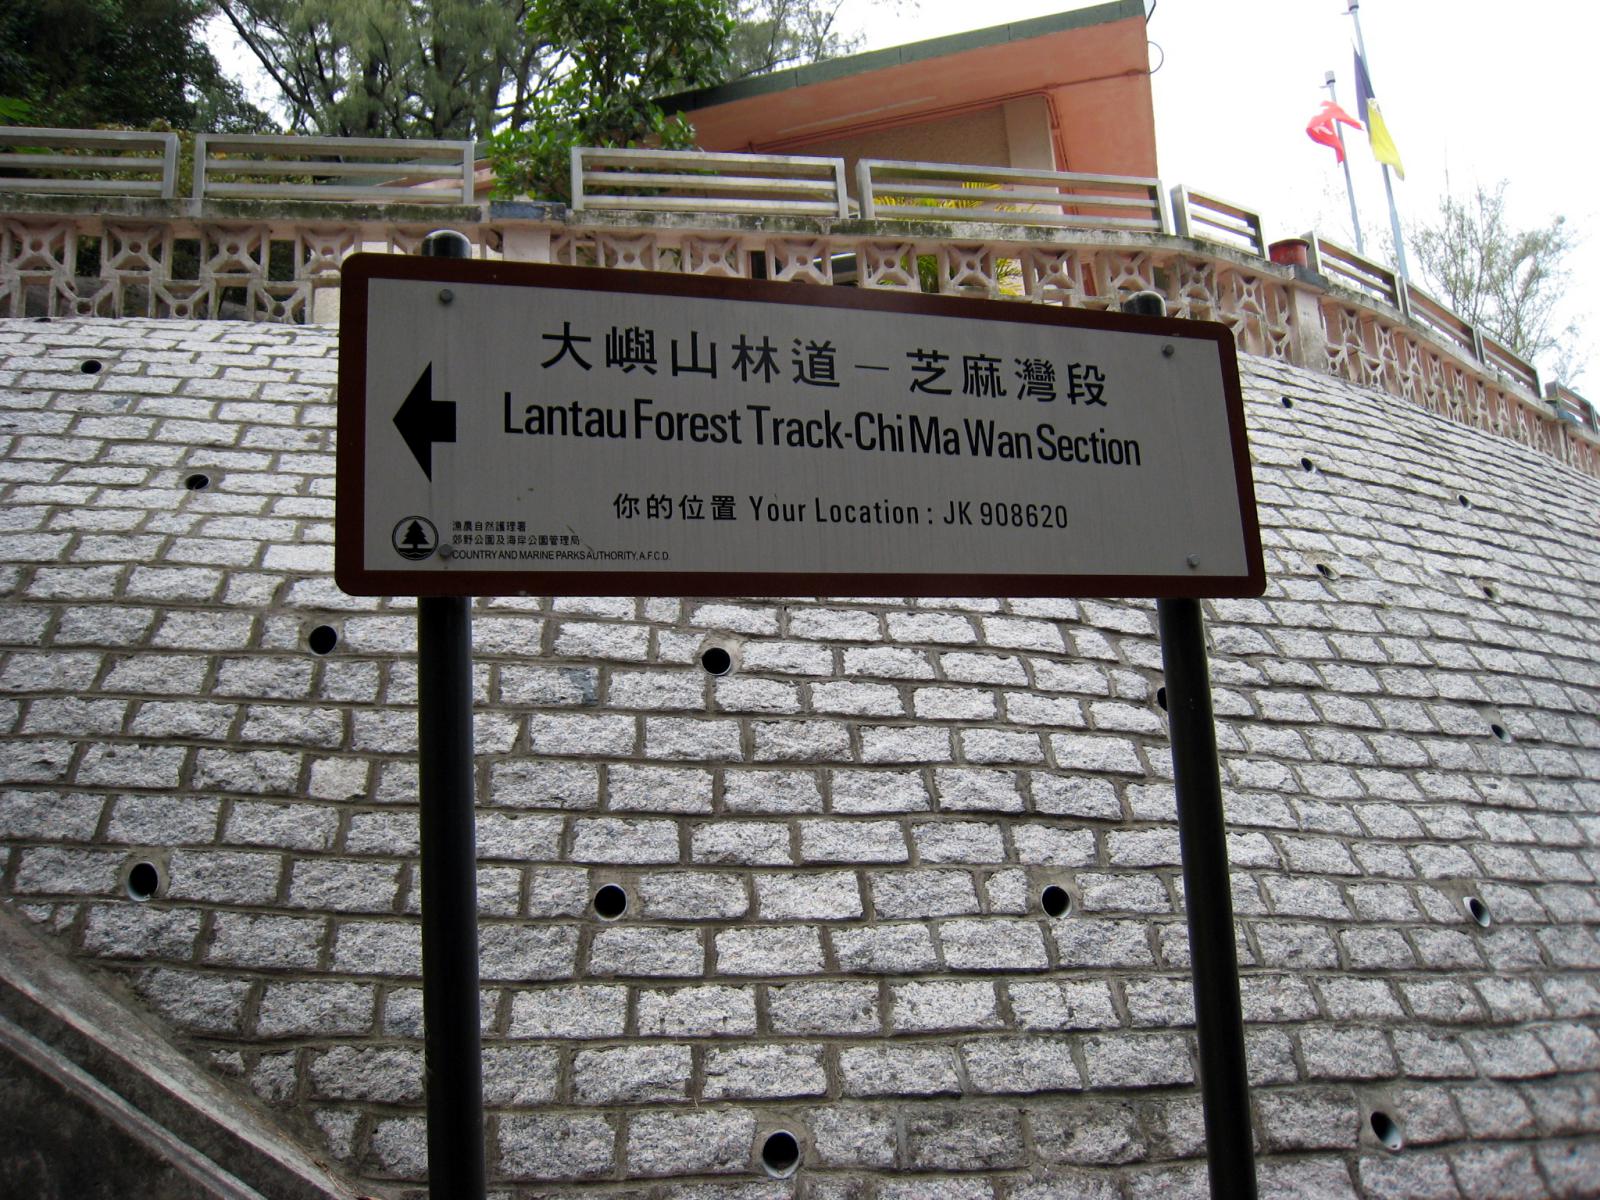 大嶼山林道－芝麻灣段
Lantau Forest Track-Chi Ma Wan Section
你的位置 Your Location : JK 908620
漁農自然護理署
郊野公園及海岸公園管理局
COUNTRY AND MARINE PARKS AUTHORITY, A.F.C.D.